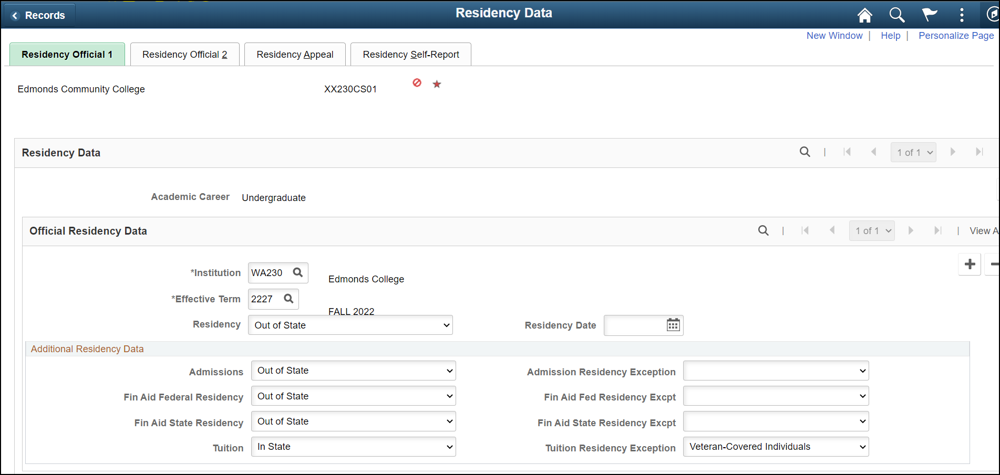 Records
Residency Data
New Window | Help | Personalize Page
Residency Official 1
Residency Official 2
Residency Appeal
Residency Self-Report
Edmonds Community College
XX230CS01
Residency Data
| 1 of 1
Academic Career Undergraduate
Official Residency Data
| 1 of 1 | View A
*Institution WA230 Edmonds College
*Effective Term 2227
FALL 2022
Residency Out of State Residency Date
Additional Residency Data
Admissions Out of State Admission Residency Exception
Fin Aid Federal Residency Out of State Fin Aid Fed Residency Excpt
Fin Aid State Residency Out of State Fin Aid State Residency Excpt
Tuition In State Tuition Residency Exception Veteran-Covered Individuals